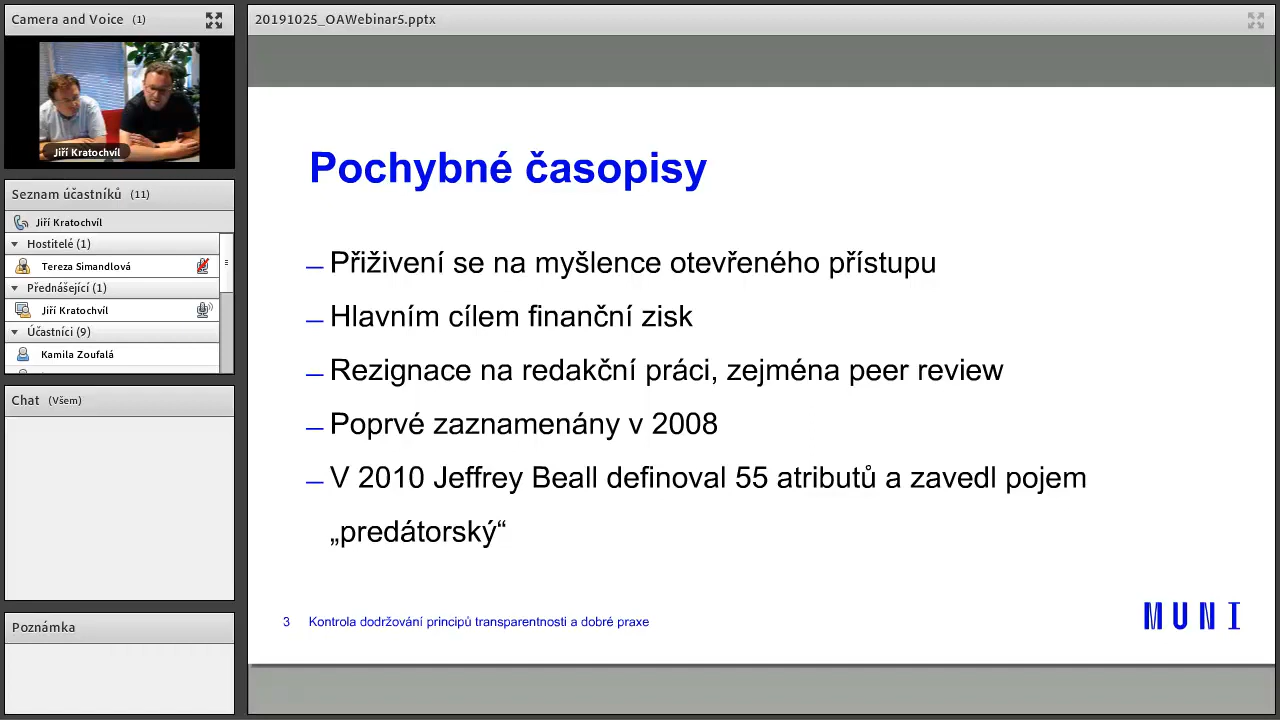 Camera and Voice (1)
Jiří Kratochvíl
Seznam účastníků (11)
Jiří Kratochvíl
Hostitelé (1)
Tereza Simandlová
Přednášející (1)
Jiří Kratochvíl
Účastníci (9)
Kamila Zoufalá
Chat (Všem)
Poznámka
20191025_OAWebinar5.pptx
Pochybné časopisy
– Přiživení se na myšlence otevřeného přístupu
– Hlavním cílem finanční zisk
– Rezignace na redakční práci, zejména peer review
– Poprvé zaznamenány v 2008
– V 2010 Jeffrey Beall definoval 55 atributů a zavedl pojem
„predátorský“
3 Kontrola dodržování principů transparentnosti a dobré praxe
MUNI